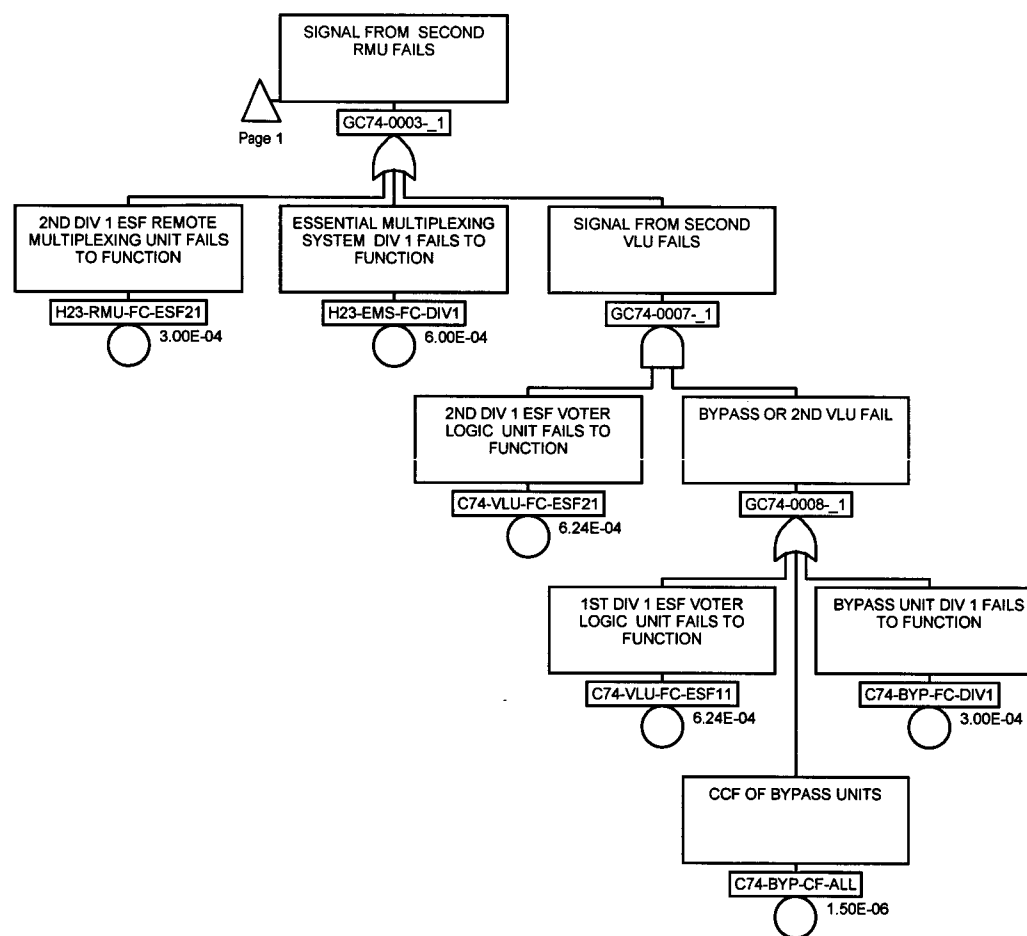 SIGNAL FROM SECOND
RMU FAILS
Page 1
GC74-0003-_1
2ND DIV 1 ESF REMOTE
MULTIPLEXING UNIT FAILS
TO FUNCTION
H23-RMU-FC-ESF21
3.00E-04
ESSENTIAL MULTIPLEXING
SYSTEM DIV 1 FAILS TO
FUNCTION
H23-EMS-FC-DIV1
6.00E-04
SIGNAL FROM SECOND
VLU FAILS
GC74-0007-_1
2ND DIV 1 ESF VOTER
LOGIC UNIT FAILS TO
FUNCTION
C74-VLU-FC-ESF21
6.24E-04
BYPASS OR 2ND VLU FAIL
GC74-0008-_1
1ST DIV 1 ESF VOTER
LOGIC UNIT FAILS TO
FUNCTION
C74-VLU-FC-ESF11
6.24E-04
BYPASS UNIT DIV 1 FAILS
TO FUNCTION
C74-BYP-FC-DIV1
3.00E-04
CCF OF BYPASS UNITS
C74-BYP-CF-ALL
1.50E-06